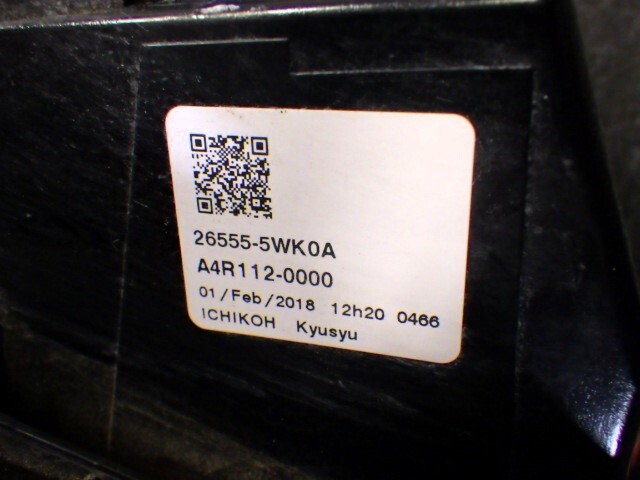 26555-5WK0A
A4R112-0000
01/Feb/2018 12h20 0466
ICHIKOH Kyusyu